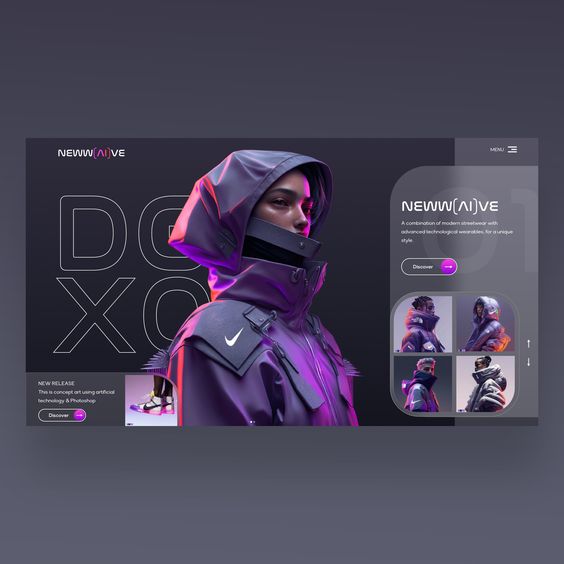 NEWW(AI)VE
MENU
DO
XO
01
NEWW(AI)VE
A combination of modern streetwear with
advanced technological wearables, for a unique
style.
Discover
NEW RELEASE
This is concept art using artificial
technology & Photoshop
Discover